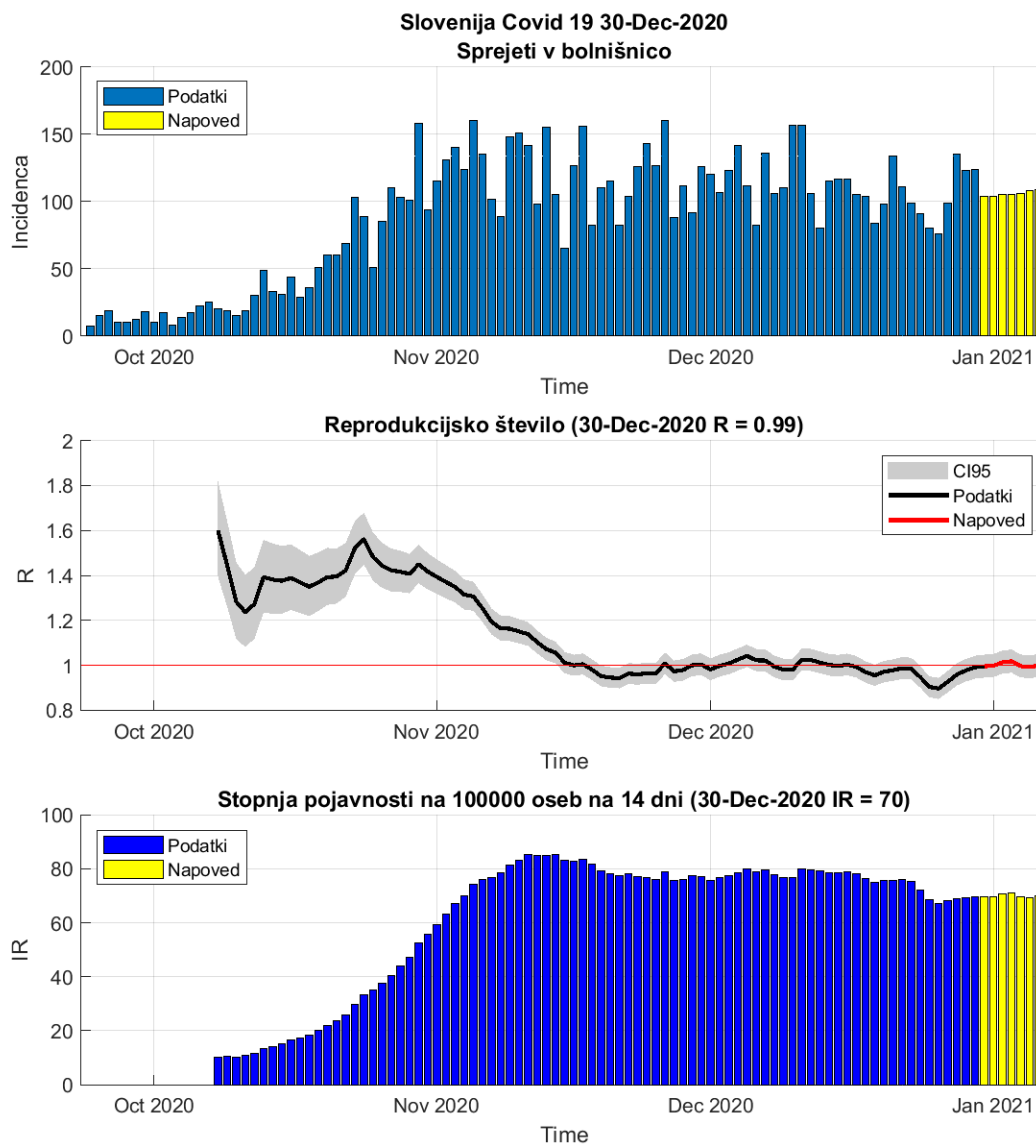 Slovenija Covid 19 30-Dec-2020
Sprejeti v bolnišnico
200
150
100
50
0
Incidenca
Podatki
Napoved
Oct 2020 Nov 2020 Dec 2020 Jan 2021
Time
Reprodukcijsko število (30-Dec-2020 R = 0.99)
2
1.8
1.6
1.4
1.2
1
0.8
R
CI95
Podatki
Napoved
Oct 2020 Nov 2020 Dec 2020 Jan 2021
Time
Stopnja pojavnosti na 100000 oseb na 14 dni (30-Dec-2020 IR = 70)
100
80
60
40
20
0
IR
Podatki
Napoved
Oct 2020 Nov 2020 Dec 2020 Jan 2021
Time